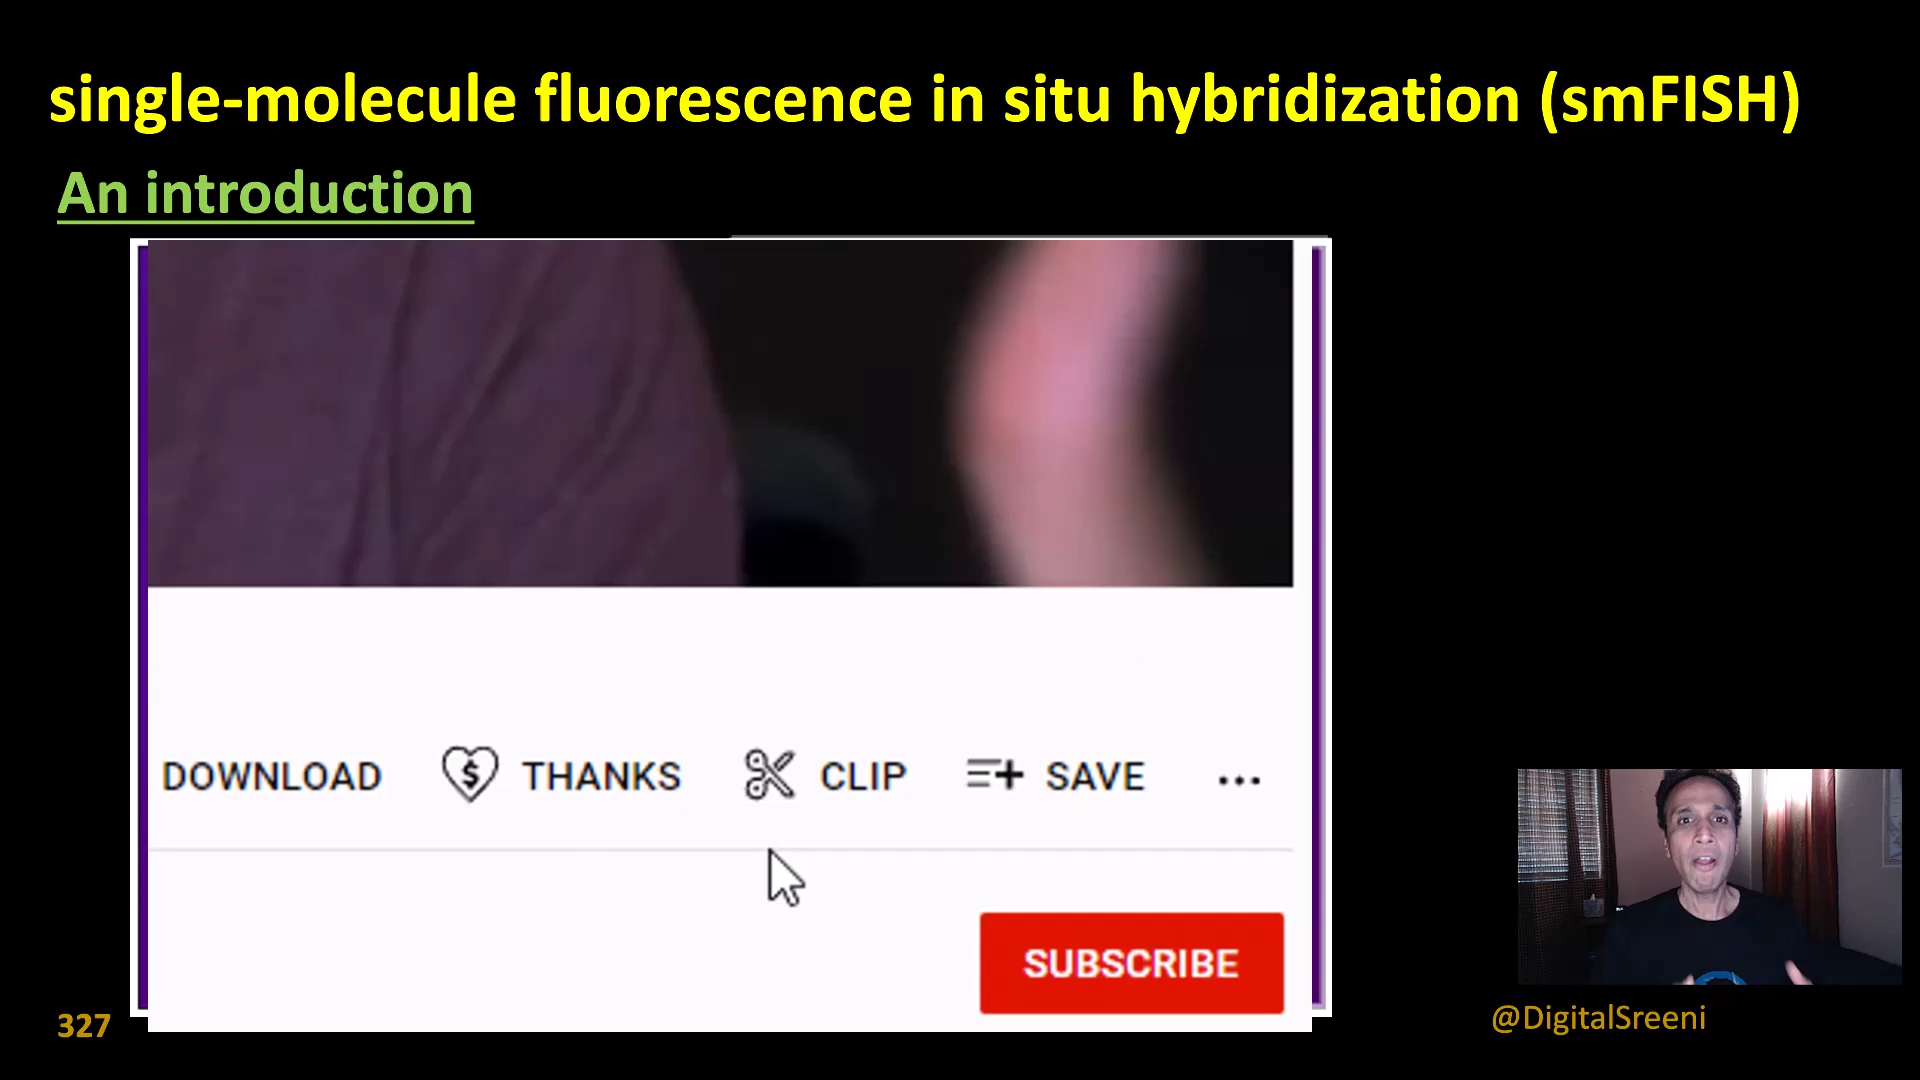 single-molecule fluorescence in situ hybridization (smFISH)
An introduction
DOWNLOAD THANKS CLIP SAVE ...
SUBSCRIBE
327
@DigitalSreeni